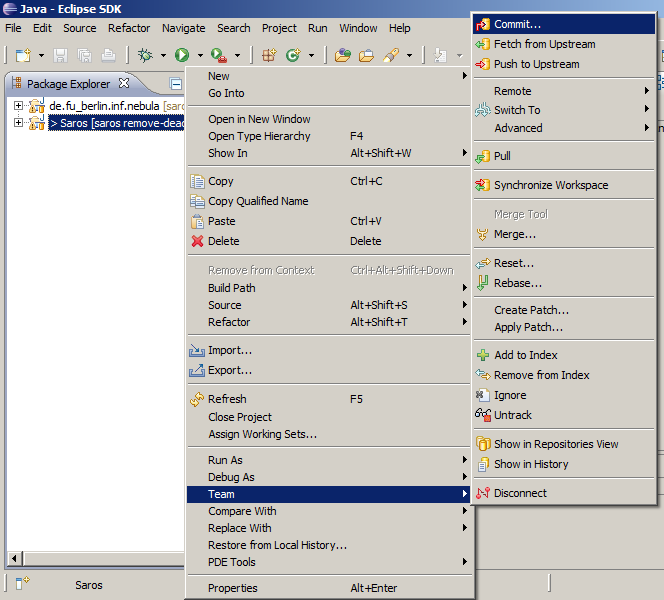 Java - Eclipse SDK
File Edit Source Refactor Navigate Search Project Run Window Help
Package Explorer
de.fu_berlin.inf.nebula [saros
> Saros [saros remove-dead
New
Go Into
Open in New Window
Open Type Hierarchy F4
Show In Alt+Shift+W
Copy Ctrl+C
Copy Qualified Name
Paste Ctrl+V
Delete Delete
Remove from Context Ctrl+Alt+Shift+Down
Build Path
Source Alt+Shift+S
Refactor Alt+Shift+T
Import...
Export...
Refresh F5
Close Project
Assign Working Sets...
Run As
Debug As
Team
Compare With
Replace With
Restore from Local History...
PDE Tools
Properties Alt+Enter
Commit...
Fetch from Upstream
Push to Upstream
Remote
Switch To
Advanced
Pull
Synchronize Workspace
Merge Tool
Merge...
Reset...
Rebase...
Create Patch...
Apply Patch...
Add to Index
Remove from Index
Ignore
Untrack
Show in Repositories View
Show in History
Disconnect
Saros